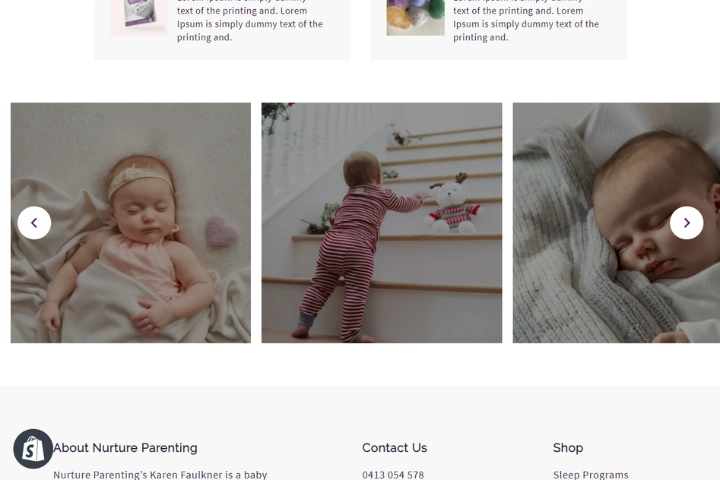 text of the printing and. Lorem
Ipsum is simply dummy text of the
printing and.
text of the printing and. Lorem
Ipsum is simply dummy text of the
printing and.
About Nurture Parenting
Nurture Parenting's Karen Faulkner is a baby
Contact Us
0413 054 578
Shop
Sleep Programs